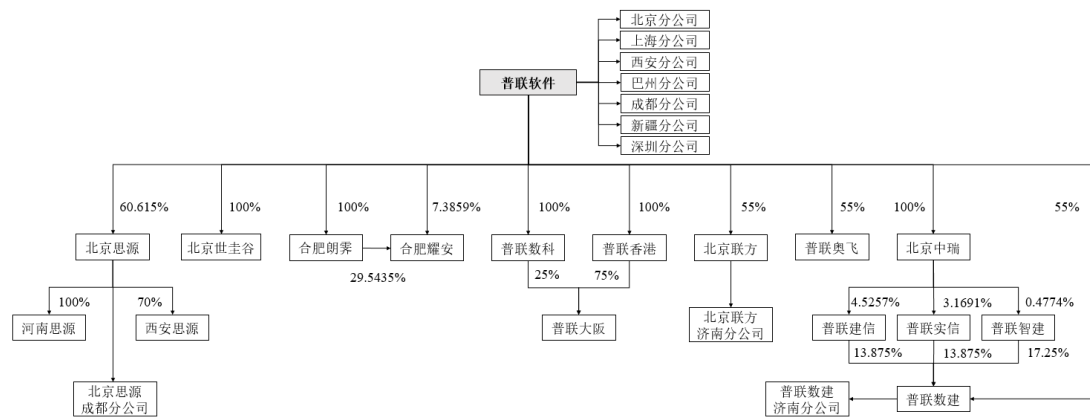 北京分公司
上海分公司
西安分公司
普联软件
巴州分公司
成都分公司
新疆分公司
深圳分公司
60.615%
100%
100%
7.3859%
100%
100%
55%
55%
100%
55%
北京思源
北京世圭谷
合肥朗霁
合肥耀安
普联数科
普联香港
北京联方
普联奥飞
北京中瑞
29.5435%
25%
75%
100%
70%
4.5257%
3.1691%
0.4774%
河南思源
西安思源
普联大阪
北京联方
济南分公司
普联建信
普联实信
普联智建
13.875%
13.875%
17.25%
北京思源
成都分公司
普联数建
济南分公司
普联数建